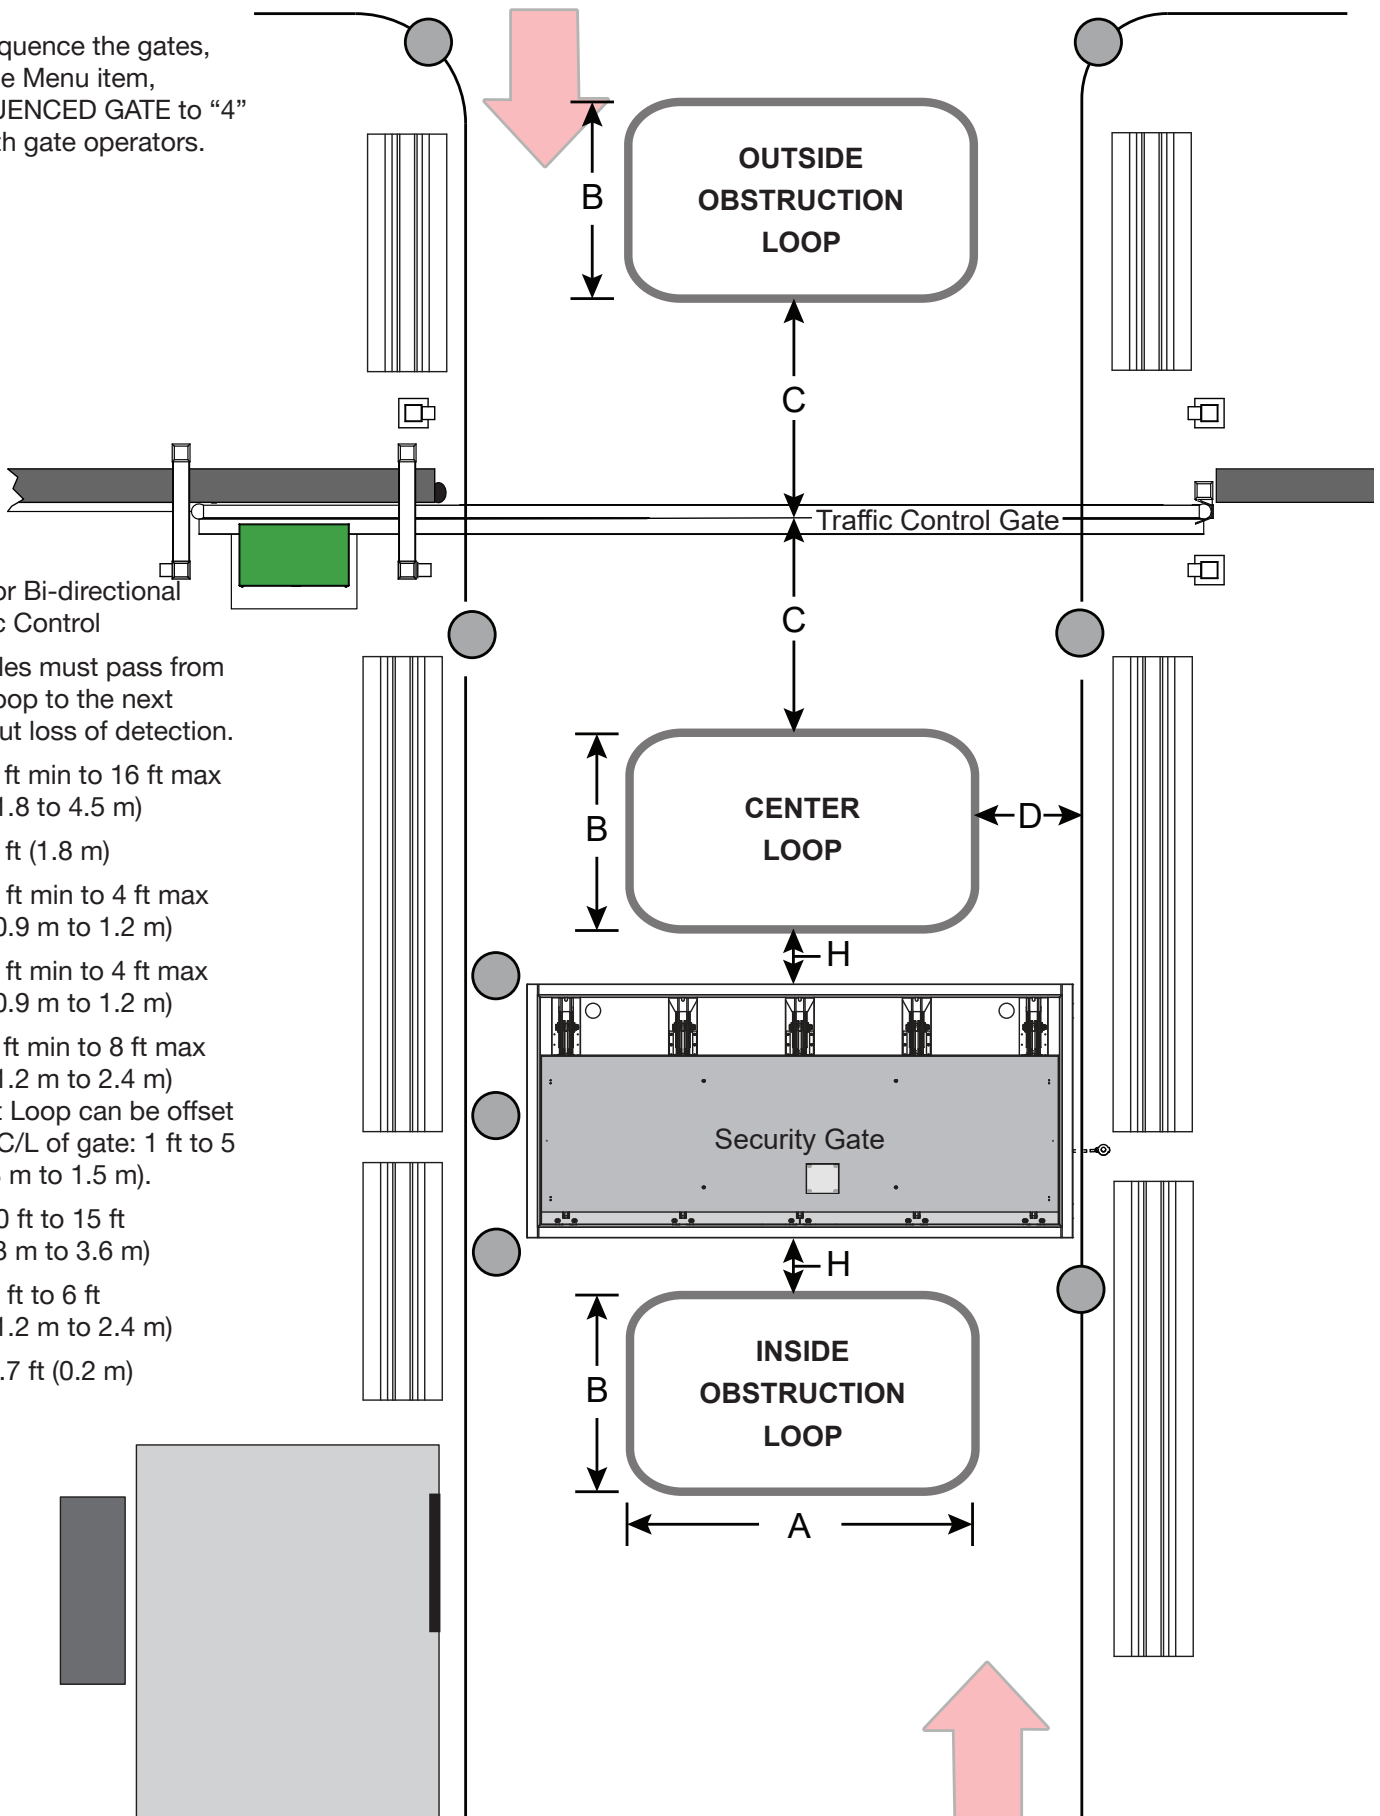 quence the gates,
e Menu item,
UENCED GATE to “4”
th gate operators.
OUTSIDE
OBSTRUCTION
LOOP
B
C
Traffic Control Gate
or Bi-directional
c Control
C
les must pass from
oop to the next
ut loss of detection.
ft min to 16 ft max
1.8 to 4.5 m)
ft (1.8 m)
ft min to 4 ft max
0.9 m to 1.2 m)
ft min to 4 ft max
0.9 m to 1.2 m)
ft min to 8 ft max
1.2 m to 2.4 m)
t Loop can be offset
C/L of gate: 1 ft to 5
m to 1.5 m).
0 ft to 15 ft
3 m to 3.6 m)
ft to 6 ft
1.2 m to 2.4 m)
.7 ft (0.2 m)
CENTER
LOOP
B
D
H
Security Gate
H
INSIDE
OBSTRUCTION
LOOP
B
A